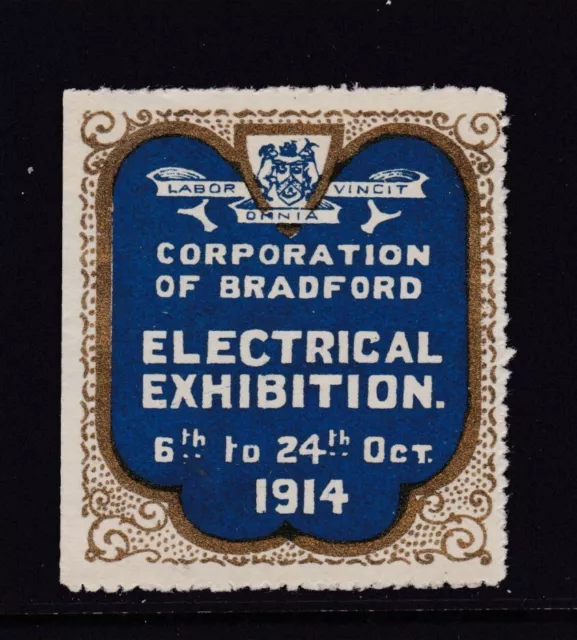 LABOR OMNIA VINCIT
CORPORATION
OF BRADFORD
ELECTRICAL
EXHIBITION.
6th to 24th OCT.
1914